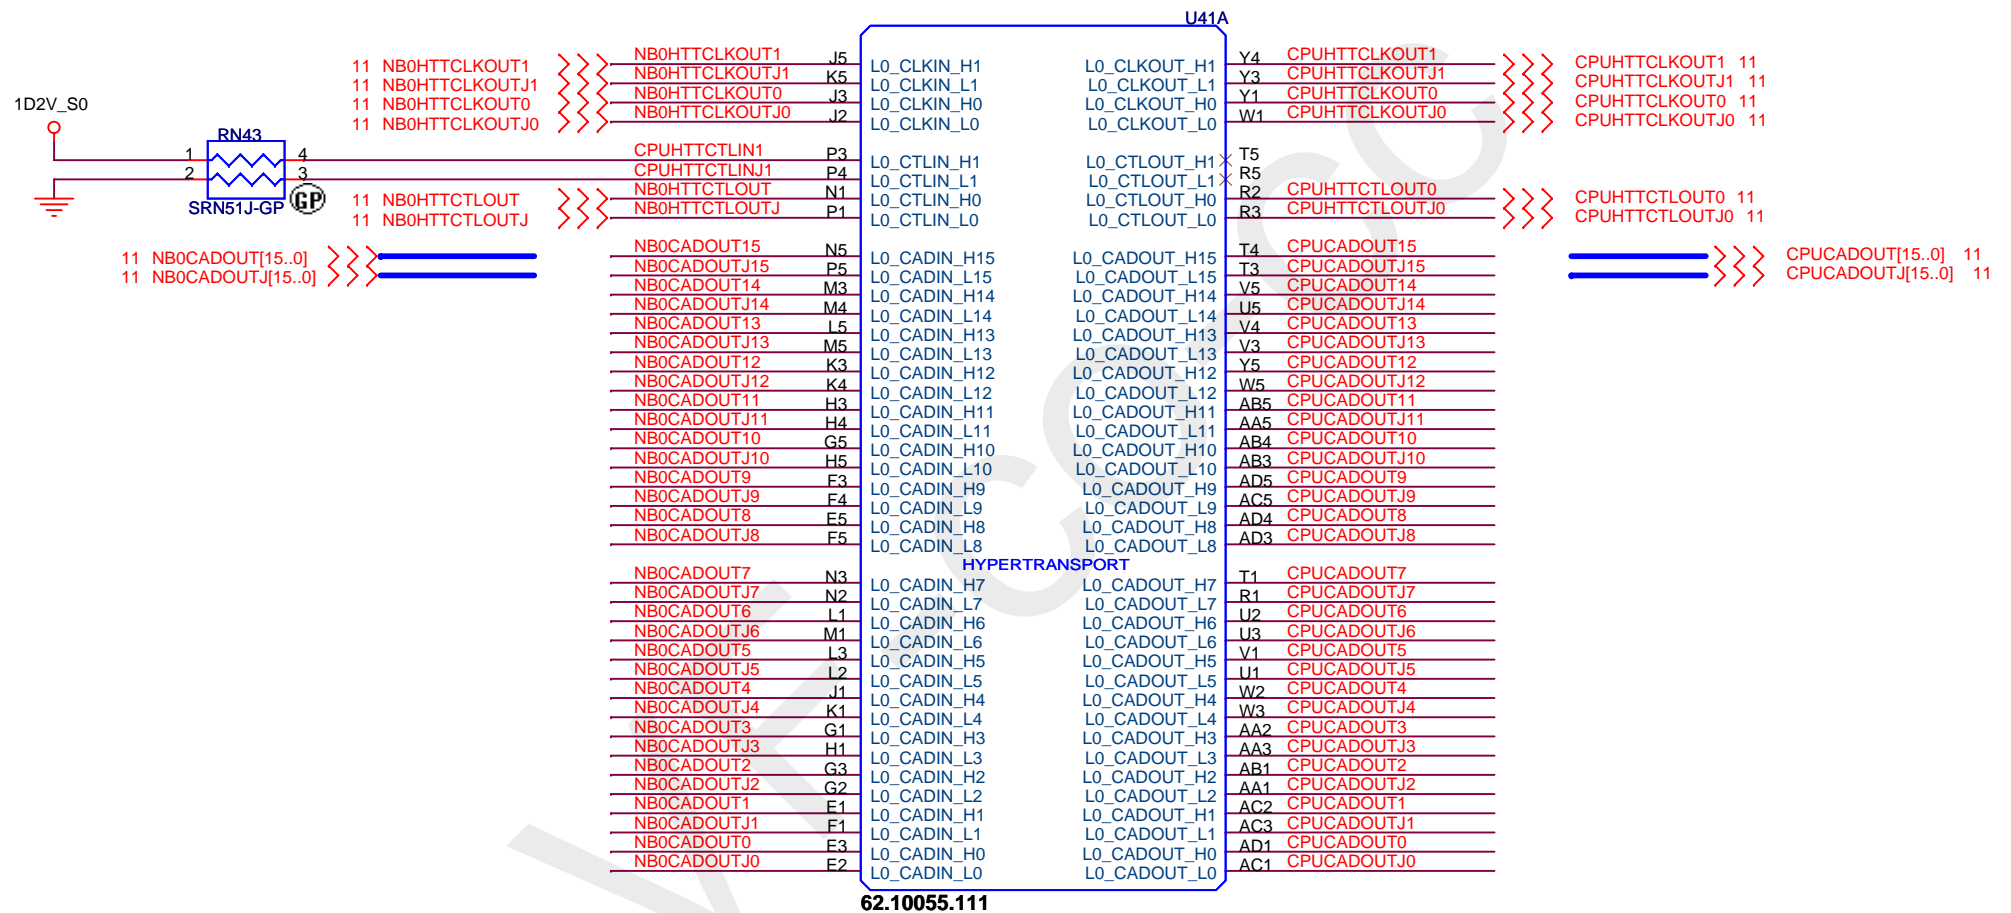 U41A
11 NB0HTTCLKOUT1 NB0HTTCLKOUT1 J5 L0_CLKIN_H1 L0_CLKOUT_H1 Y4 CPUHTTCLKOUT1 CPUHTTCLKOUT1 11
11 NB0HTTCLKOUTJ1 NB0HTTCLKOUTJ1 K5 L0_CLKIN_L1 L0_CLKOUT_L1 Y3 CPUHTTCLKOUTJ1 CPUHTTCLKOUTJ1 11
11 NB0HTTCLKOUT0 NB0HTTCLKOUT0 J3 L0_CLKIN_H0 L0_CLKOUT_H0 Y1 CPUHTTCLKOUT0 CPUHTTCLKOUT0 11
11 NB0HTTCLKOUTJ0 NB0HTTCLKOUTJ0 J2 L0_CLKIN_L0 L0_CLKOUT_L0 W1 CPUHTTCLKOUTJ0 CPUHTTCLKOUTJ0 11
1D2V_S0
RN43
1 4 CPUHTTCTLIN1 P3 L0_CTLIN_H1 L0_CTLOUT_H1 T5
2 3 CPUHTTCTLINJ1 P4 L0_CTLIN_L1 L0_CTLOUT_L1 R5
SRN51J-GP GP
11 NB0HTTCTLOUT NB0HTTCTLOUT N1 L0_CTLIN_H0 L0_CTLOUT_H0 R2 CPUHTTCTLOUT0 CPUHTTCTLOUT0 11
11 NB0HTTCTLOUTJ NB0HTTCTLOUTJ P1 L0_CTLIN_L0 L0_CTLOUT_L0 R3 CPUHTTCTLOUTJ0 CPUHTTCTLOUTJ0 11
11 NB0CADOUT[15..0] NB0CADOUT15 N5 L0_CADIN_H15 L0_CADOUT_H15 T4 CPUCADOUT15 CPUCADOUT[15..0] 11
11 NB0CADOUTJ[15..0] NB0CADOUTJ15 P5 L0_CADIN_L15 L0_CADOUT_L15 T3 CPUCADOUTJ15 CPUCADOUTJ[15..0] 11
NB0CADOUT14 M3 L0_CADIN_H14 L0_CADOUT_H14 V5 CPUCADOUT14
NB0CADOUTJ14 M4 L0_CADIN_L14 L0_CADOUT_L14 U5 CPUCADOUTJ14
NB0CADOUT13 L5 L0_CADIN_H13 L0_CADOUT_H13 V4 CPUCADOUT13
NB0CADOUTJ13 M5 L0_CADIN_L13 L0_CADOUT_L13 V3 CPUCADOUTJ13
NB0CADOUT12 K3 L0_CADIN_H12 L0_CADOUT_H12 Y5 CPUCADOUT12
NB0CADOUTJ12 K4 L0_CADIN_L12 L0_CADOUT_L12 W5 CPUCADOUTJ12
NB0CADOUT11 H3 L0_CADIN_H11 L0_CADOUT_H11 AB5 CPUCADOUT11
NB0CADOUTJ11 H4 L0_CADIN_L11 L0_CADOUT_L11 AA5 CPUCADOUTJ11
NB0CADOUT10 G5 L0_CADIN_H10 L0_CADOUT_H10 AB4 CPUCADOUT10
NB0CADOUTJ10 H5 L0_CADIN_L10 L0_CADOUT_L10 AB3 CPUCADOUTJ10
NB0CADOUT9 F3 L0_CADIN_H9 L0_CADOUT_H9 AD5 CPUCADOUT9
NB0CADOUTJ9 F4 L0_CADIN_L9 L0_CADOUT_L9 AC5 CPUCADOUTJ9
NB0CADOUT8 E5 L0_CADIN_H8 L0_CADOUT_H8 AD4 CPUCADOUT8
NB0CADOUTJ8 F5 L0_CADIN_L8 L0_CADOUT_L8 AD3 CPUCADOUTJ8
HYPERTRANSPORT
NB0CADOUT7 N3 L0_CADIN_H7 L0_CADOUT_H7 T1 CPUCADOUT7
NB0CADOUTJ7 N2 L0_CADIN_L7 L0_CADOUT_L7 R1 CPUCADOUTJ7
NB0CADOUT6 L1 L0_CADIN_H6 L0_CADOUT_H6 U2 CPUCADOUT6
NB0CADOUTJ6 M1 L0_CADIN_L6 L0_CADOUT_L6 U3 CPUCADOUTJ6
NB0CADOUT5 L3 L0_CADIN_H5 L0_CADOUT_H5 V1 CPUCADOUT5
NB0CADOUTJ5 L2 L0_CADIN_L5 L0_CADOUT_L5 U1 CPUCADOUTJ5
NB0CADOUT4 J1 L0_CADIN_H4 L0_CADOUT_H4 W2 CPUCADOUT4
NB0CADOUTJ4 K1 L0_CADIN_L4 L0_CADOUT_L4 W3 CPUCADOUTJ4
NB0CADOUT3 G1 L0_CADIN_H3 L0_CADOUT_H3 AA2 CPUCADOUT3
NB0CADOUTJ3 H1 L0_CADIN_L3 L0_CADOUT_L3 AA3 CPUCADOUTJ3
NB0CADOUT2 G3 L0_CADIN_H2 L0_CADOUT_H2 AB1 CPUCADOUT2
NB0CADOUTJ2 G2 L0_CADIN_L2 L0_CADOUT_L2 AA1 CPUCADOUTJ2
NB0CADOUT1 E1 L0_CADIN_H1 L0_CADOUT_H1 AC2 CPUCADOUT1
NB0CADOUTJ1 F1 L0_CADIN_L1 L0_CADOUT_L1 AC3 CPUCADOUTJ1
NB0CADOUT0 E3 L0_CADIN_H0 L0_CADOUT_H0 AD1 CPUCADOUT0
NB0CADOUTJ0 E2 L0_CADIN_L0 L0_CADOUT_L0 AC1 CPUCADOUTJ0
62.10055.111